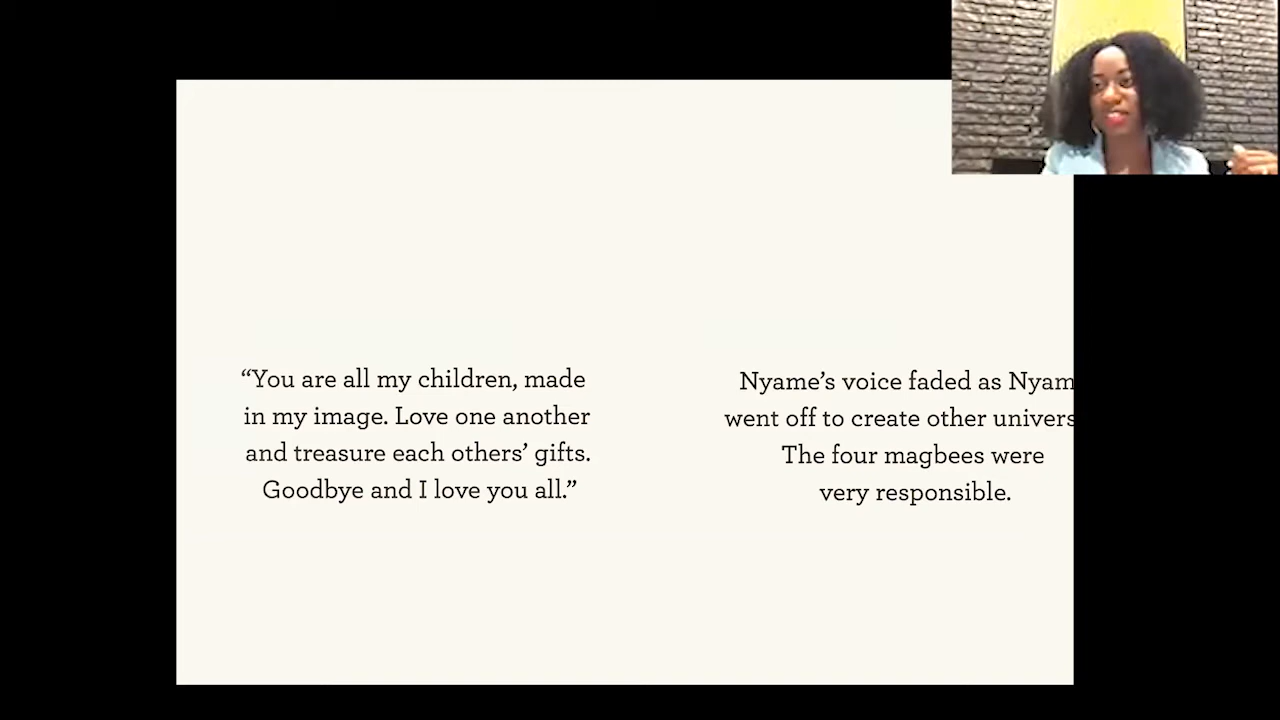 “You are all my children, made
in my image. Love one another
and treasure each others’ gifts.
Goodbye and I love you all.”
Nyame’s voice faded as Nyam
went off to create other univers
The four magbees were
very responsible.